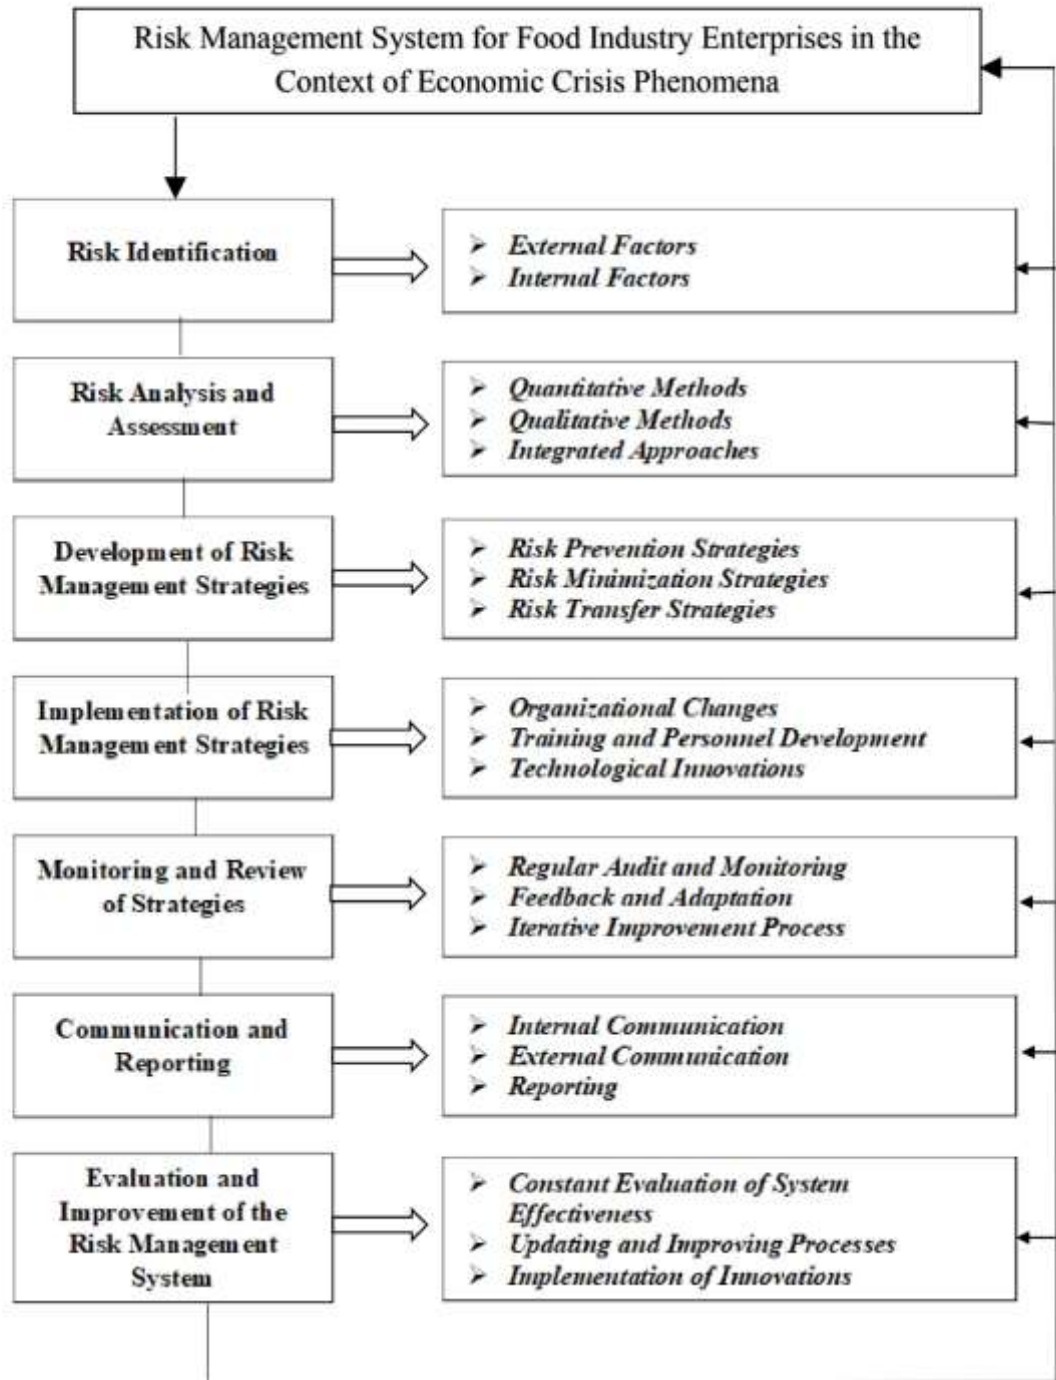 Risk Management System for Food Industry Enterprises in the
Context of Economic Crisis Phenomena
Risk Identification
External Factors
Internal Factors
Risk Analysis and
Assessment
Quantitative Methods
Qualitative Methods
Integrated Approaches
Development of Risk
Management Strategies
Risk Prevention Strategies
Risk Minimization Strategies
Risk Transfer Strategies
Implementation of Risk
Management Strategies
Organizational Changes
Training and Personnel Development
Technological Innovations
Monitoring and Review
of Strategies
Regular Audit and Monitoring
Feedback and Adaptation
Iterative Improvement Process
Communication and
Reporting
Internal Communication
External Communication
Reporting
Evaluation and
Improvement of the
Risk Management
System
Constant Evaluation of System
Effectiveness
Updating and Improving Processes
Implementation of Innovations